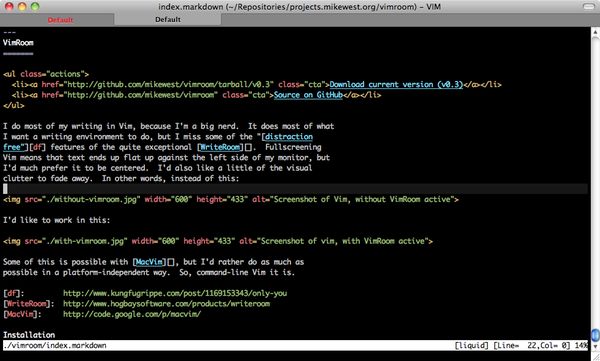 index.markdown (~/Repositories/projects.mikewest.org/vimroom) – VIM
Default
Default
---
VimRoom
=======
<ul class="actions">
<li><a href="http://github.com/mikewest/vimroom/tarball/v0.3" class="cta">Download current version (v0.3)</a></li>
<li><a href="http://github.com/mikewest/vimroom" class="cta">Source on GitHub</a></li>
</ul>
I do most of my writing in Vim, because I'm a big nerd.  It does most of what
I want a writing environment to do, but I miss some of the "[distraction
free"][df] features of the quite exceptional [WriteRoom][].  Fullscreening
Vim means that text ends up flat up against the left side of my monitor, but
I'd much prefer it to be centered.  I'd also like a little of the visual
clutter to fade away.  In other words, instead of this:
<img src="./without-vimroom.jpg" width="600" height="433" alt="Screenshot of Vim, without VimRoom active">
I'd like to work in this:
<img src="./with-vimroom.jpg" width="600" height="433" alt="Screenshot of vim, with VimRoom active">
Some of this is possible with [MacVim][], but I'd rather do as much as
possible in a platform-independent way.  So, command-line Vim it is.
[df]:        http://www.kungfugrippe.com/post/1169153343/only-you
[WriteRoom]: http://www.hogbaysoftware.com/products/writeroom
[MacVim]:    http://code.google.com/p/macvim/
Installation
./vimroom/index.markdown [liquid] [Line=  22,Col= 0] 14%